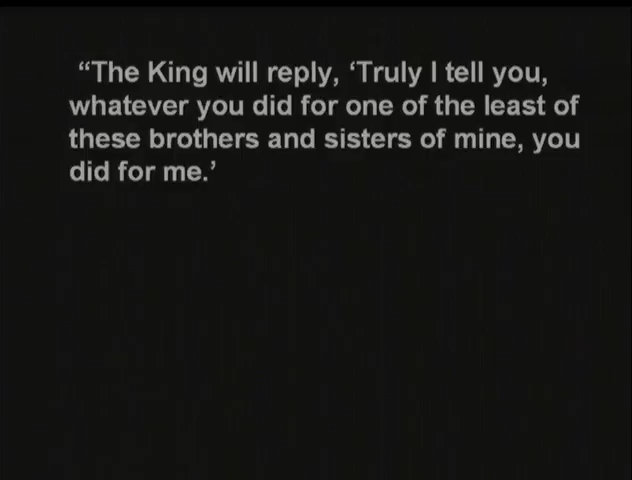 “The King will reply, ‘Truly I tell you,
whatever you did for one of the least of
these brothers and sisters of mine, you
did for me.’